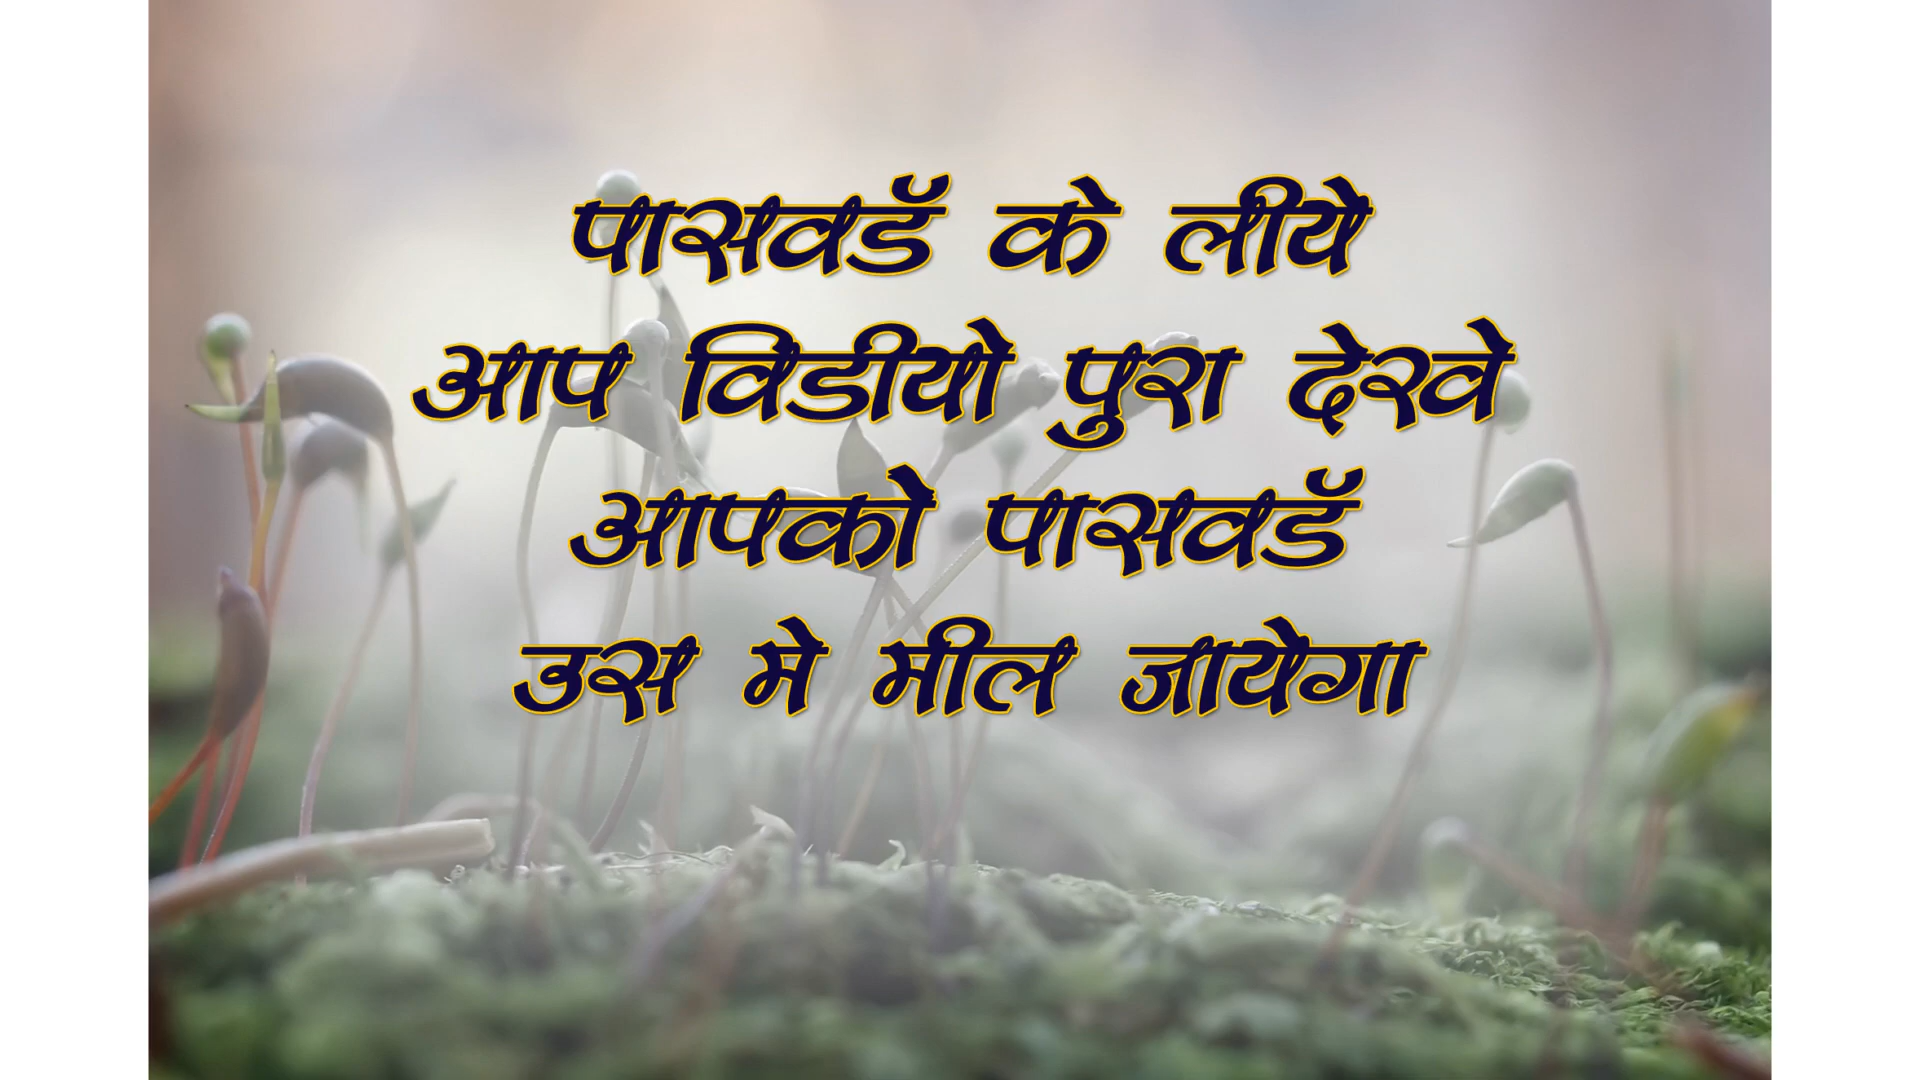 पासवर्ड के लीये
आप विडीयो पुरा देखे
आपको पासवर्ड
उस मे मील जायेगा